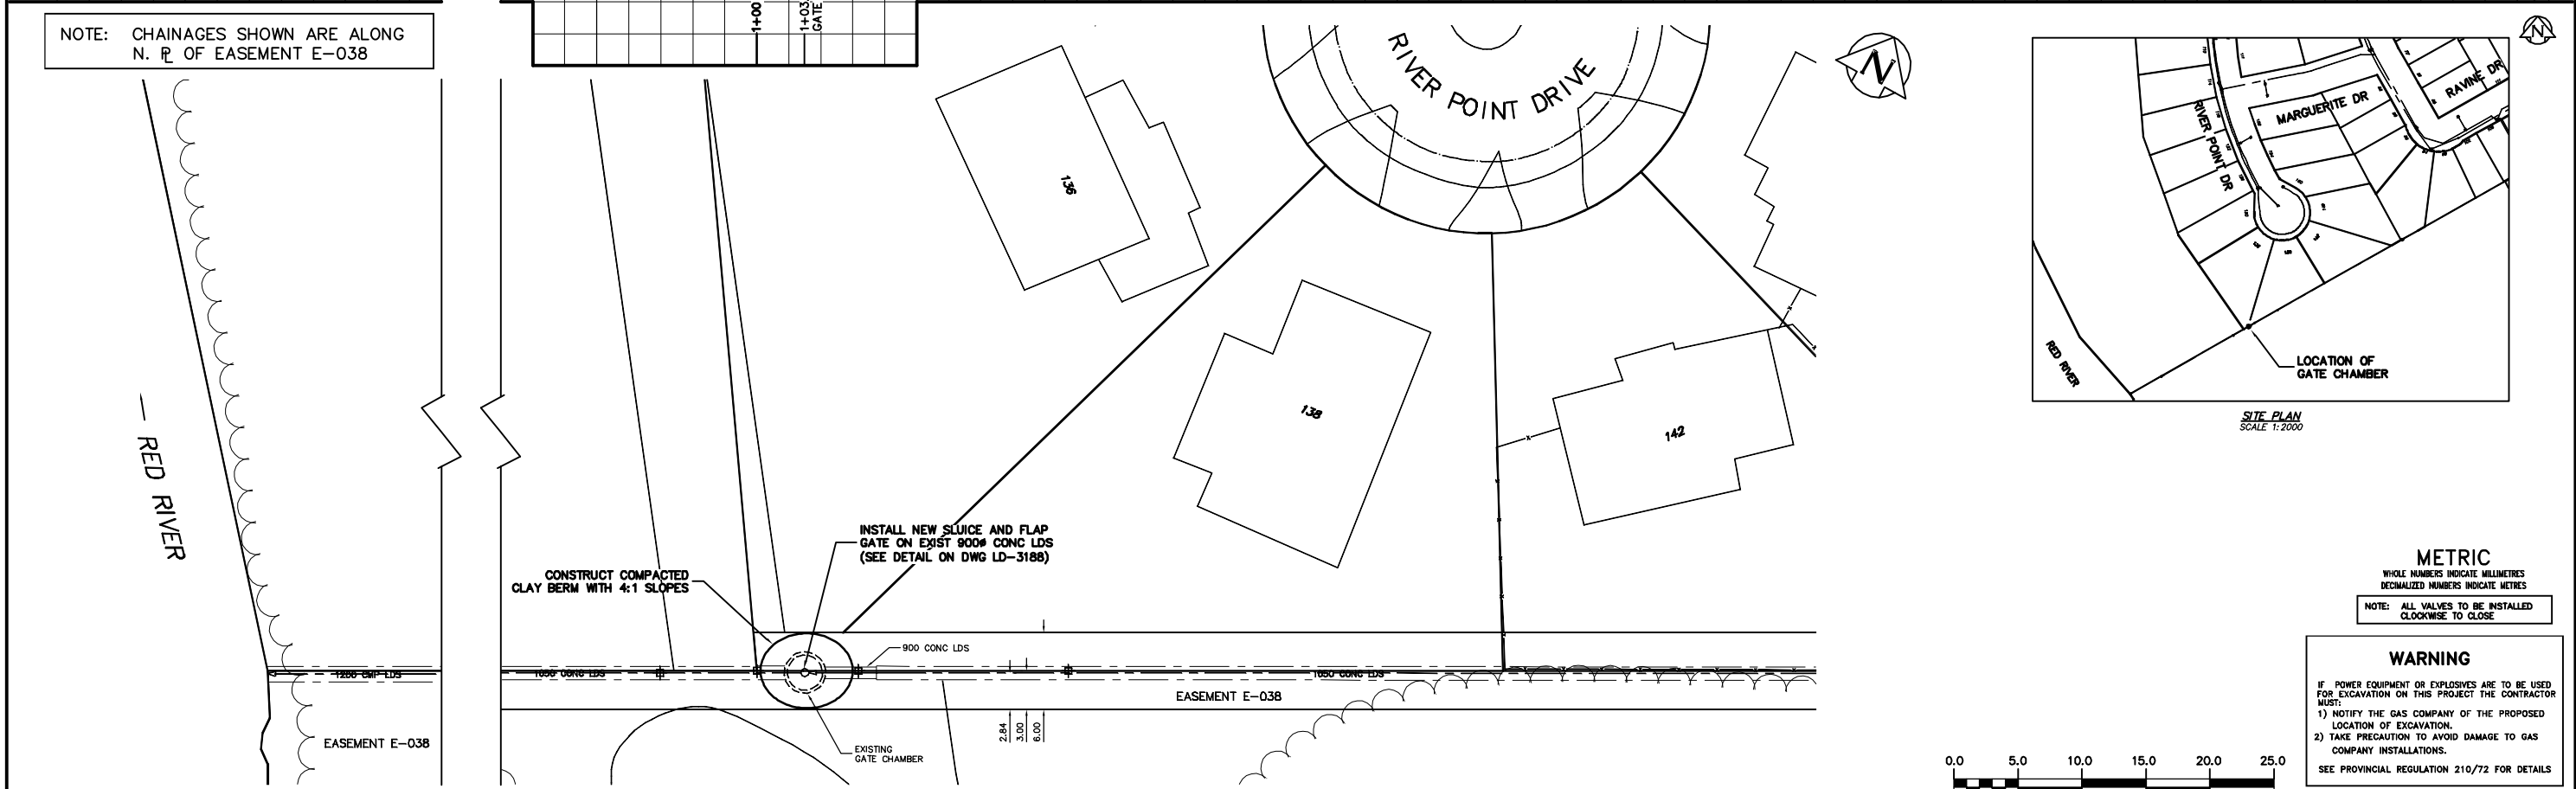 NOTE: CHAINAGES SHOWN ARE ALONG
N. ⅊ OF EASEMENT E-038
1+00
1+03
GATE
RIVER POINT DRIVE
N
N
136
138
142
RIVER POINT DR
MARGUERITE DR
RAVINE DR
RED RIVER
LOCATION OF
GATE CHAMBER
SITE PLAN
SCALE 1:2000
— RED RIVER
INSTALL NEW SLUICE AND FLAP
GATE ON EXIST 900ø CONC LDS
(SEE DETAIL ON DWG LD-3188)
CONSTRUCT COMPACTED
CLAY BERM WITH 4:1 SLOPES
900 CONC LDS
1200 CMP LDS
1050 CONC LDS
1050 CONC LDS
EASEMENT E-038
EASEMENT E-038
2.84
3.00
6.00
EXISTING
GATE CHAMBER
METRIC
WHOLE NUMBERS INDICATE MILLIMETRES
DECIMALIZED NUMBERS INDICATE METRES
NOTE: ALL VALVES TO BE INSTALLED
CLOCKWISE TO CLOSE
WARNING
IF POWER EQUIPMENT OR EXPLOSIVES ARE TO BE USED
FOR EXCAVATION ON THIS PROJECT THE CONTRACTOR
MUST:
1) NOTIFY THE GAS COMPANY OF THE PROPOSED
LOCATION OF EXCAVATION.
2) TAKE PRECAUTION TO AVOID DAMAGE TO GAS
COMPANY INSTALLATIONS.
SEE PROVINCIAL REGULATION 210/72 FOR DETAILS
0.0 5.0 10.0 15.0 20.0 25.0